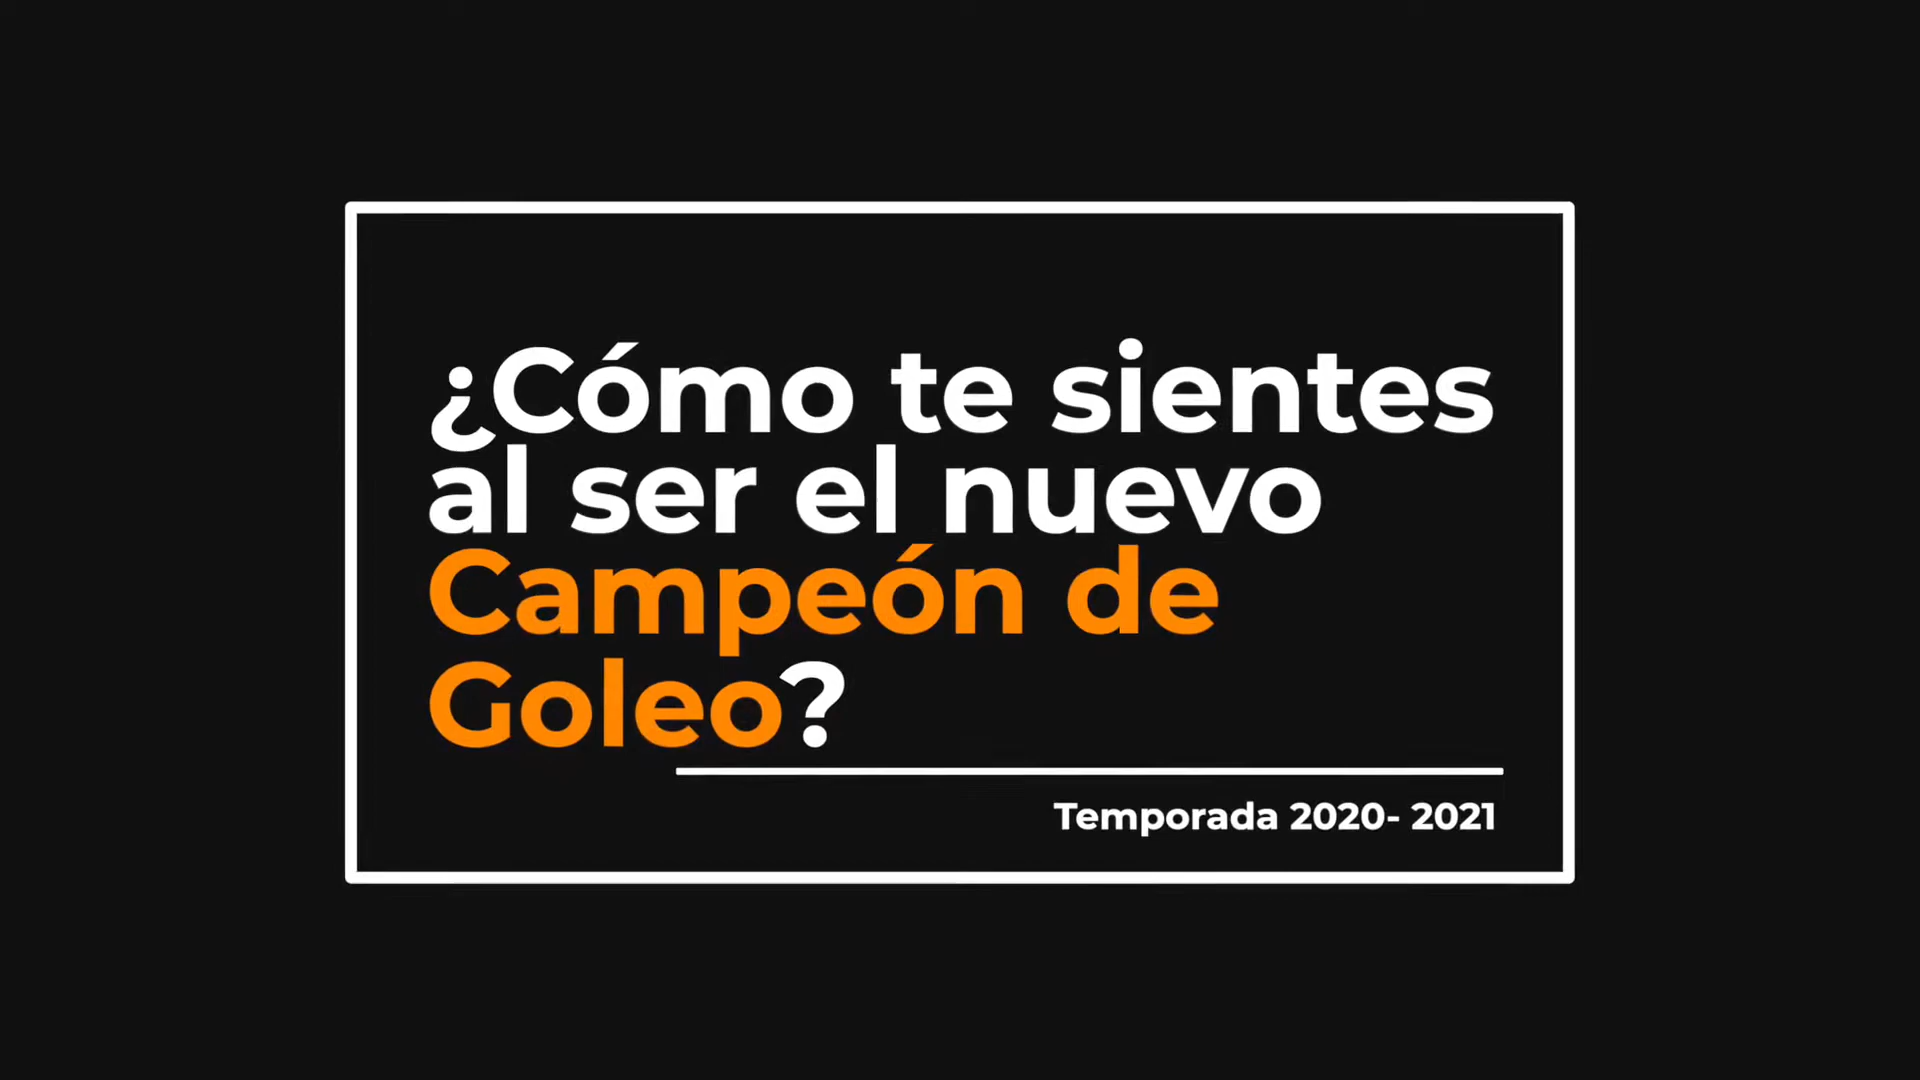 ¿Cómo te sientes
al ser el nuevo
Campeón de
Goleo?
Temporada 2020- 2021